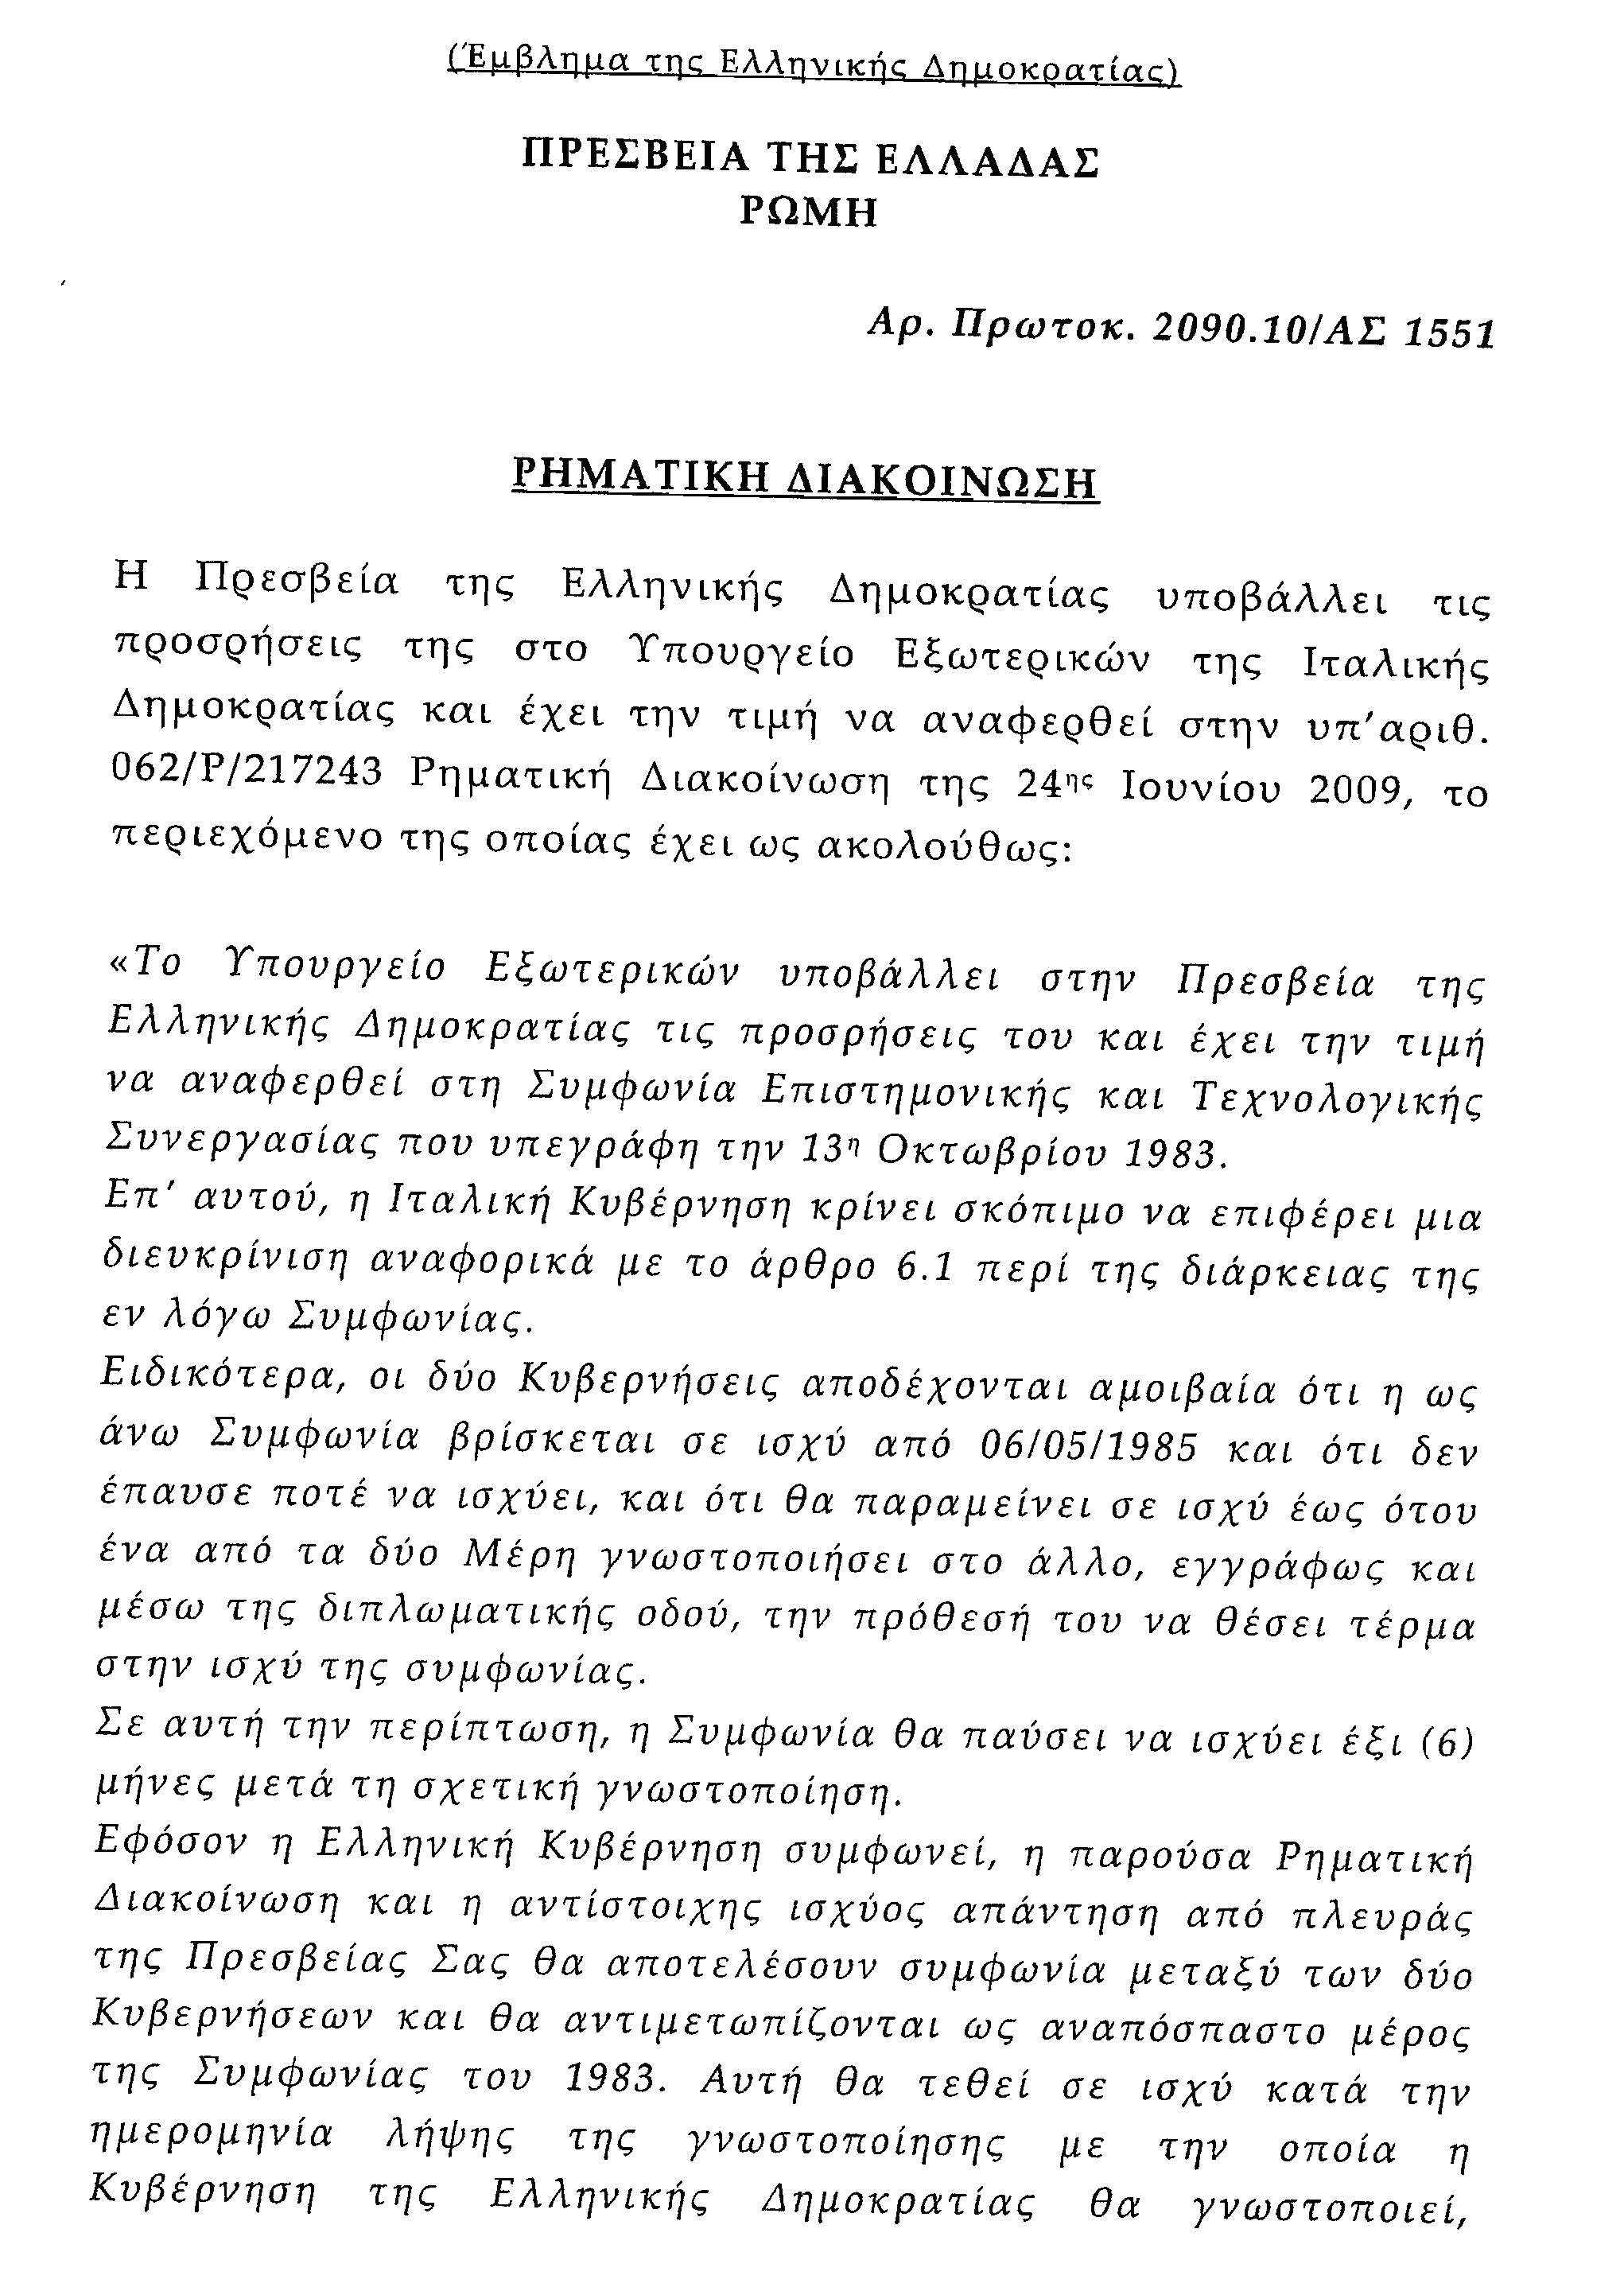 (Έμβλημα της Ελληνικής Δημοκρατίας)
ΠΡΕΣΒΕΙΑ ΤΗΣ ΕΛΛΑΔΑΣ
ΡΩΜΗ
Αρ. Πρωτοκ. 2090.10/ΑΣ 1551
ΡΗΜΑΤΙΚΗ ΔΙΑΚΟΙΝΩΣΗ
Η Πρεσβεία της Ελληνικής Δημοκρατίας υποβάλλει τις
προσρήσεις της στο Υπουργείο Εξωτερικών της Ιταλικής
Δημοκρατίας και έχει την τιμή να αναφερθεί στην υπ'αριθ.
062/P/217243 Ρηματική Διακοίνωση της 24ης Ιουνίου 2009, το
περιεχόμενο της οποίας έχει ως ακολούθως:
«Το Υπουργείο Εξωτερικών υποβάλλει στην Πρεσβεία της
Ελληνικής Δημοκρατίας τις προσρήσεις του και έχει την τιμή
να αναφερθεί στη Συμφωνία Επιστημονικής και Τεχνολογικής
Συνεργασίας που υπεγράφη την 13η Οκτωβρίου 1983.
Επ' αυτού, η Ιταλική Κυβέρνηση κρίνει σκόπιμο να επιφέρει μια
διευκρίνιση αναφορικά με το άρθρο 6.1 περί της διάρκειας της
εν λόγω Συμφωνίας.
Ειδικότερα, οι δύο Κυβερνήσεις αποδέχονται αμοιβαία ότι η ως
άνω Συμφωνία βρίσκεται σε ισχύ από 06/05/1985 και ότι δεν
έπαυσε ποτέ να ισχύει, και ότι θα παραμείνει σε ισχύ έως ότου
ένα από τα δύο Μέρη γνωστοποιήσει στο άλλο, εγγράφως και
μέσω της διπλωματικής οδού, την πρόθεσή του να θέσει τέρμα
στην ισχύ της συμφωνίας.
Σε αυτή την περίπτωση, η Συμφωνία θα παύσει να ισχύει έξι (6)
μήνες μετά τη σχετική γνωστοποίηση.
Εφόσον η Ελληνική Κυβέρνηση συμφωνεί, η παρούσα Ρηματική
Διακοίνωση και η αντίστοιχης ισχύος απάντηση από πλευράς
της Πρεσβείας Σας θα αποτελέσουν συμφωνία μεταξύ των δύο
Κυβερνήσεων και θα αντιμετωπίζονται ως αναπόσπαστο μέρος
της Συμφωνίας του 1983. Αυτή θα τεθεί σε ισχύ κατά την
ημερομηνία λήψης της γνωστοποίησης με την οποία η
Κυβέρνηση της Ελληνικής Δημοκρατίας θα γνωστοποιεί,